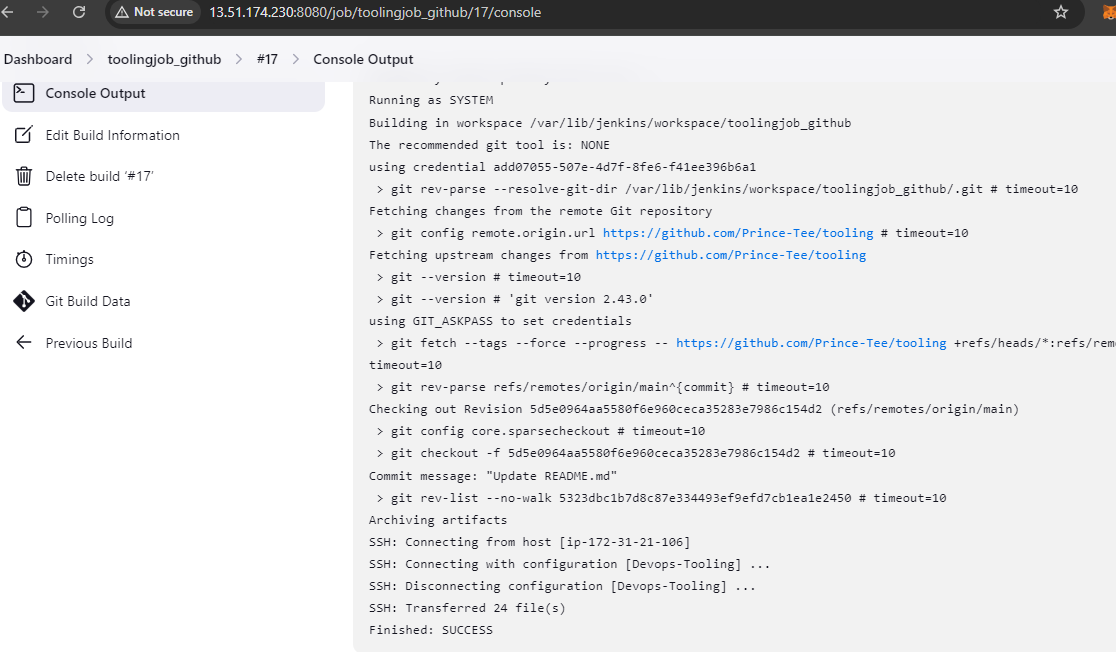 Not secure 13.51.174.230:8080/job/toolingjob_github/17/console
Dashboard > toolingjob_github > #17 > Console Output
Console Output
Edit Build Information
Delete build ‘#17’
Polling Log
Timings
Git Build Data
Previous Build
Running as SYSTEM
Building in workspace /var/lib/jenkins/workspace/toolingjob_github
The recommended git tool is: NONE
using credential add07055-507e-4d7f-8fe6-f41ee396b6a1
> git rev-parse --resolve-git-dir /var/lib/jenkins/workspace/toolingjob_github/.git # timeout=10
Fetching changes from the remote Git repository
> git config remote.origin.url https://github.com/Prince-Tee/tooling # timeout=10
Fetching upstream changes from https://github.com/Prince-Tee/tooling
> git --version # timeout=10
> git --version # 'git version 2.43.0'
using GIT_ASKPASS to set credentials
> git fetch --tags --force --progress -- https://github.com/Prince-Tee/tooling +refs/heads/*:refs/rem
timeout=10
> git rev-parse refs/remotes/origin/main^{commit} # timeout=10
Checking out Revision 5d5e0964aa5580f6e960ceca35283e7986c154d2 (refs/remotes/origin/main)
> git config core.sparsecheckout # timeout=10
> git checkout -f 5d5e0964aa5580f6e960ceca35283e7986c154d2 # timeout=10
Commit message: "Update README.md"
> git rev-list --no-walk 5323dbc1b7d8c87e334493ef9efd7cb1ea1e2450 # timeout=10
Archiving artifacts
SSH: Connecting from host [ip-172-31-21-106]
SSH: Connecting with configuration [Devops-Tooling] ...
SSH: Disconnecting configuration [Devops-Tooling] ...
SSH: Transferred 24 file(s)
Finished: SUCCESS